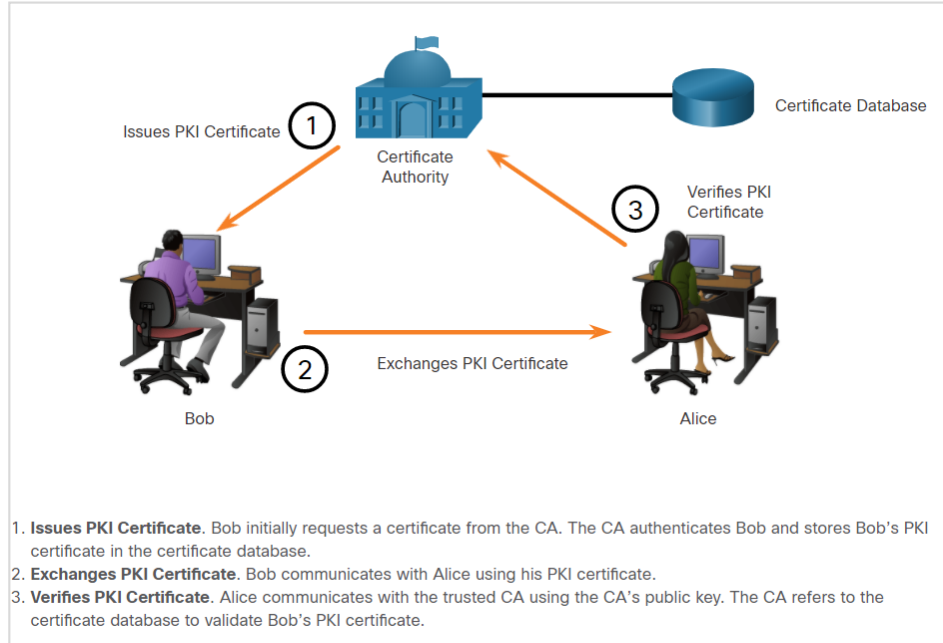 Certificate Database
Issues PKI Certificate
1
Certificate
Authority
Verifies PKI
Certificate
3
Exchanges PKI Certificate
2
Bob
Alice
1. Issues PKI Certificate. Bob initially requests a certificate from the CA. The CA authenticates Bob and stores Bob's PKI
certificate in the certificate database.
2. Exchanges PKI Certificate. Bob communicates with Alice using his PKI certificate.
3. Verifies PKI Certificate. Alice communicates with the trusted CA using the CA's public key. The CA refers to the
certificate database to validate Bob's PKI certificate.